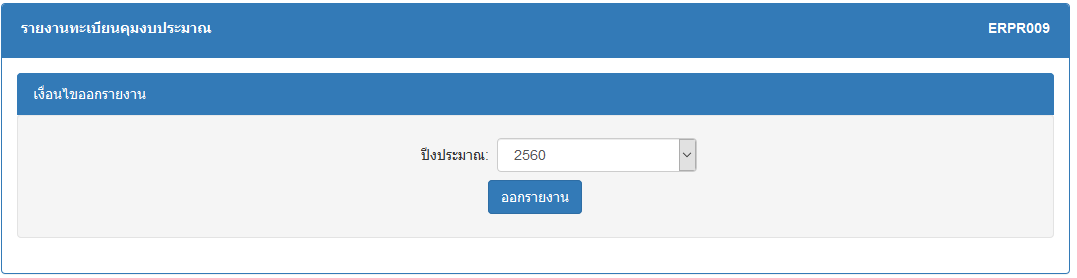 รายงานทะเบียนคุมงบประมาณ ERPR009
เงื่อนไขออกรายงาน
ปีงบประมาณ: 2560
ออกรายงาน